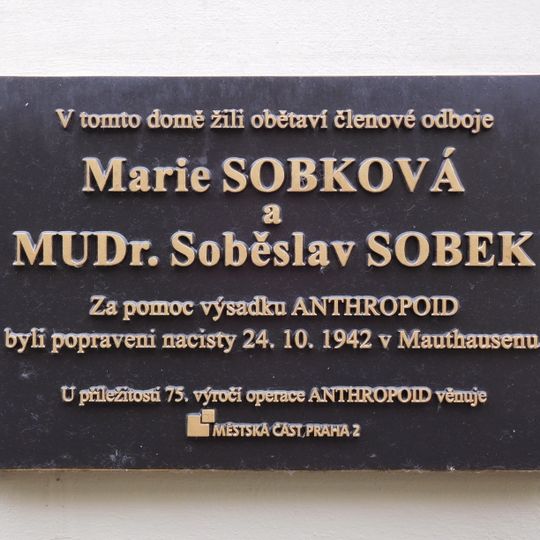 V tomto domě žili obětaví členové odboje
Marie SOBKOVÁ
a
MUDr. Soběslav SOBEK
Za pomoc výsadku ANTHROPOID
byli popraveni nacisty 24. 10. 1942 v Mauthausenu
U příležitosti 75. výročí operace ANTHROPOID věnuje
MĚSTSKÁ ČÁST PRAHA 2